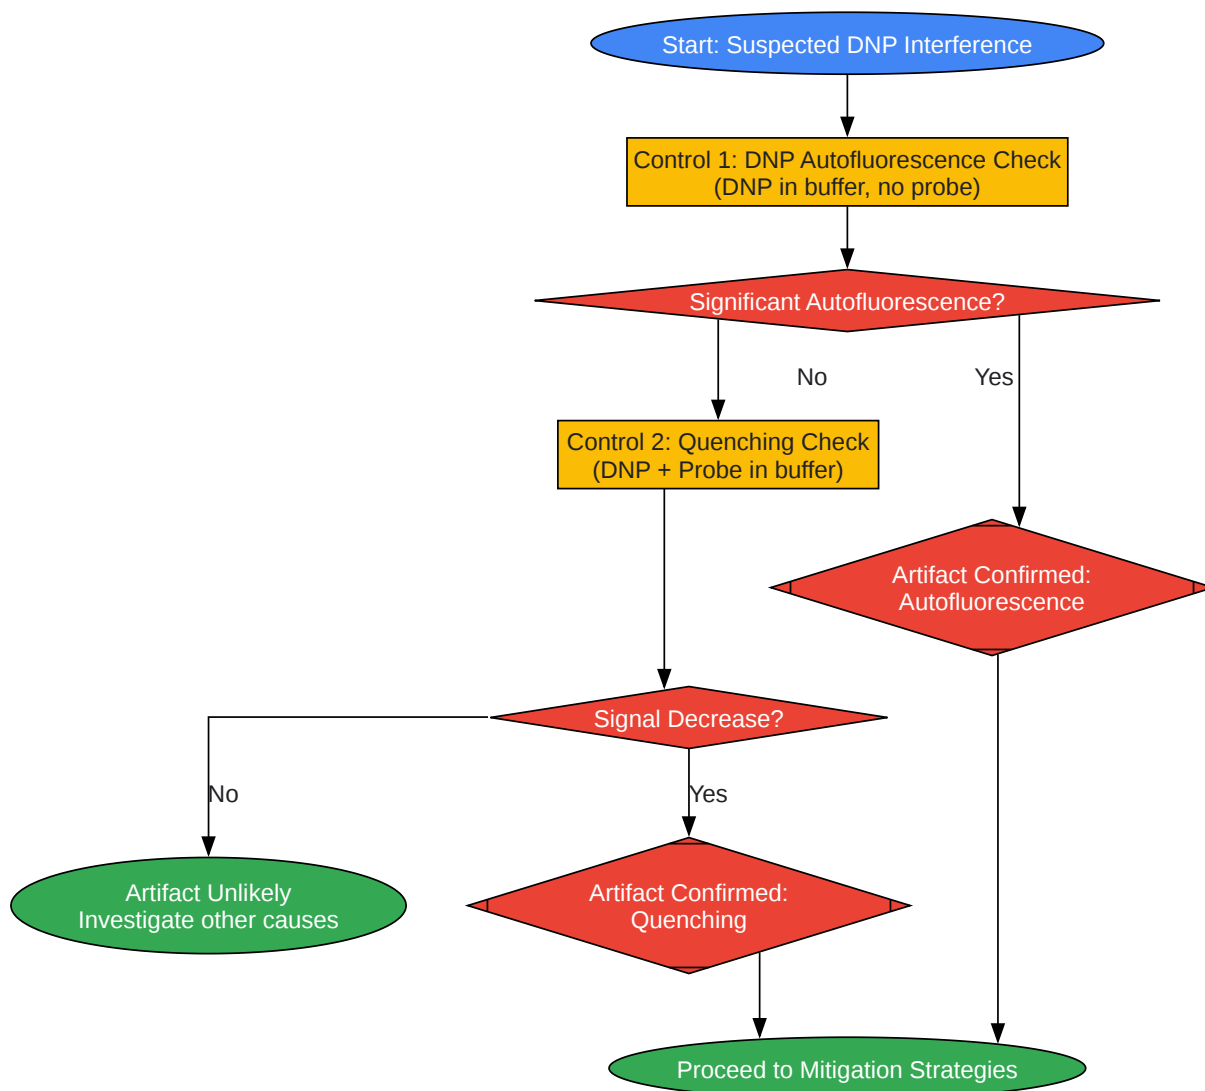 Start: Suspected DNP Interference
Control 1: DNP Autofluorescence Check
(DNP in buffer, no probe)
Significant Autofluorescence?
No
Yes
Control 2: Quenching Check
(DNP + Probe in buffer)
Artifact Confirmed:
Autofluorescence
Signal Decrease?
No
Yes
Artifact Unlikely
Investigate other causes
Artifact Confirmed:
Quenching
Proceed to Mitigation Strategies